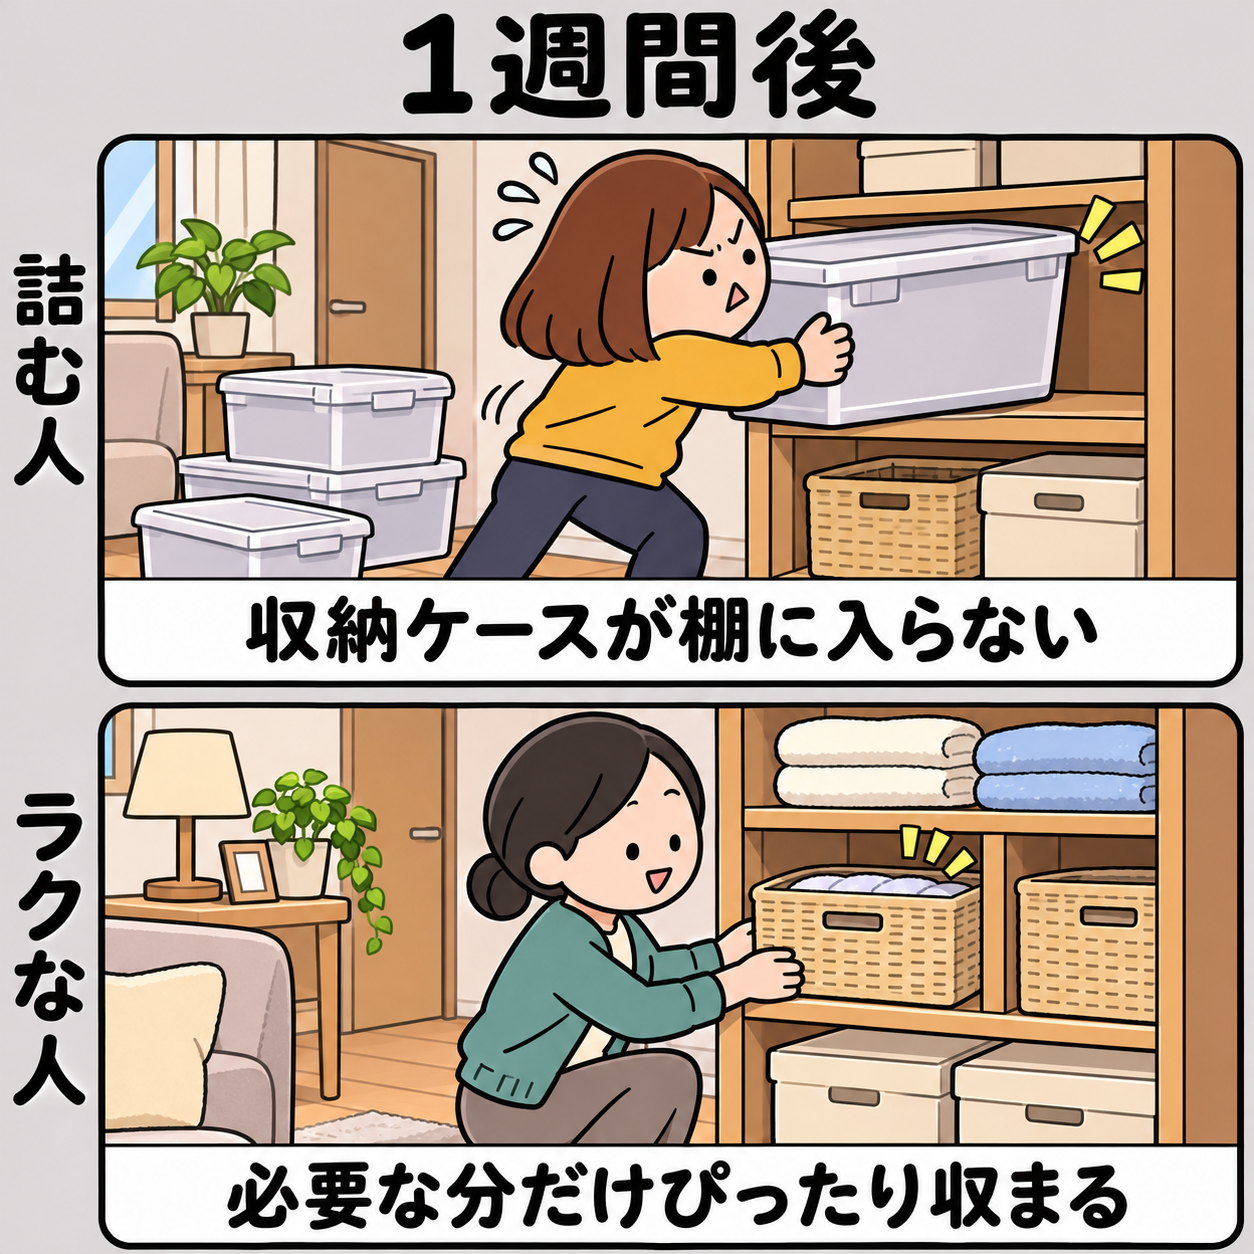 1週間後
詰む人
収納ケースが棚に入らない
ラクな人
必要な分だけぴったり収まる